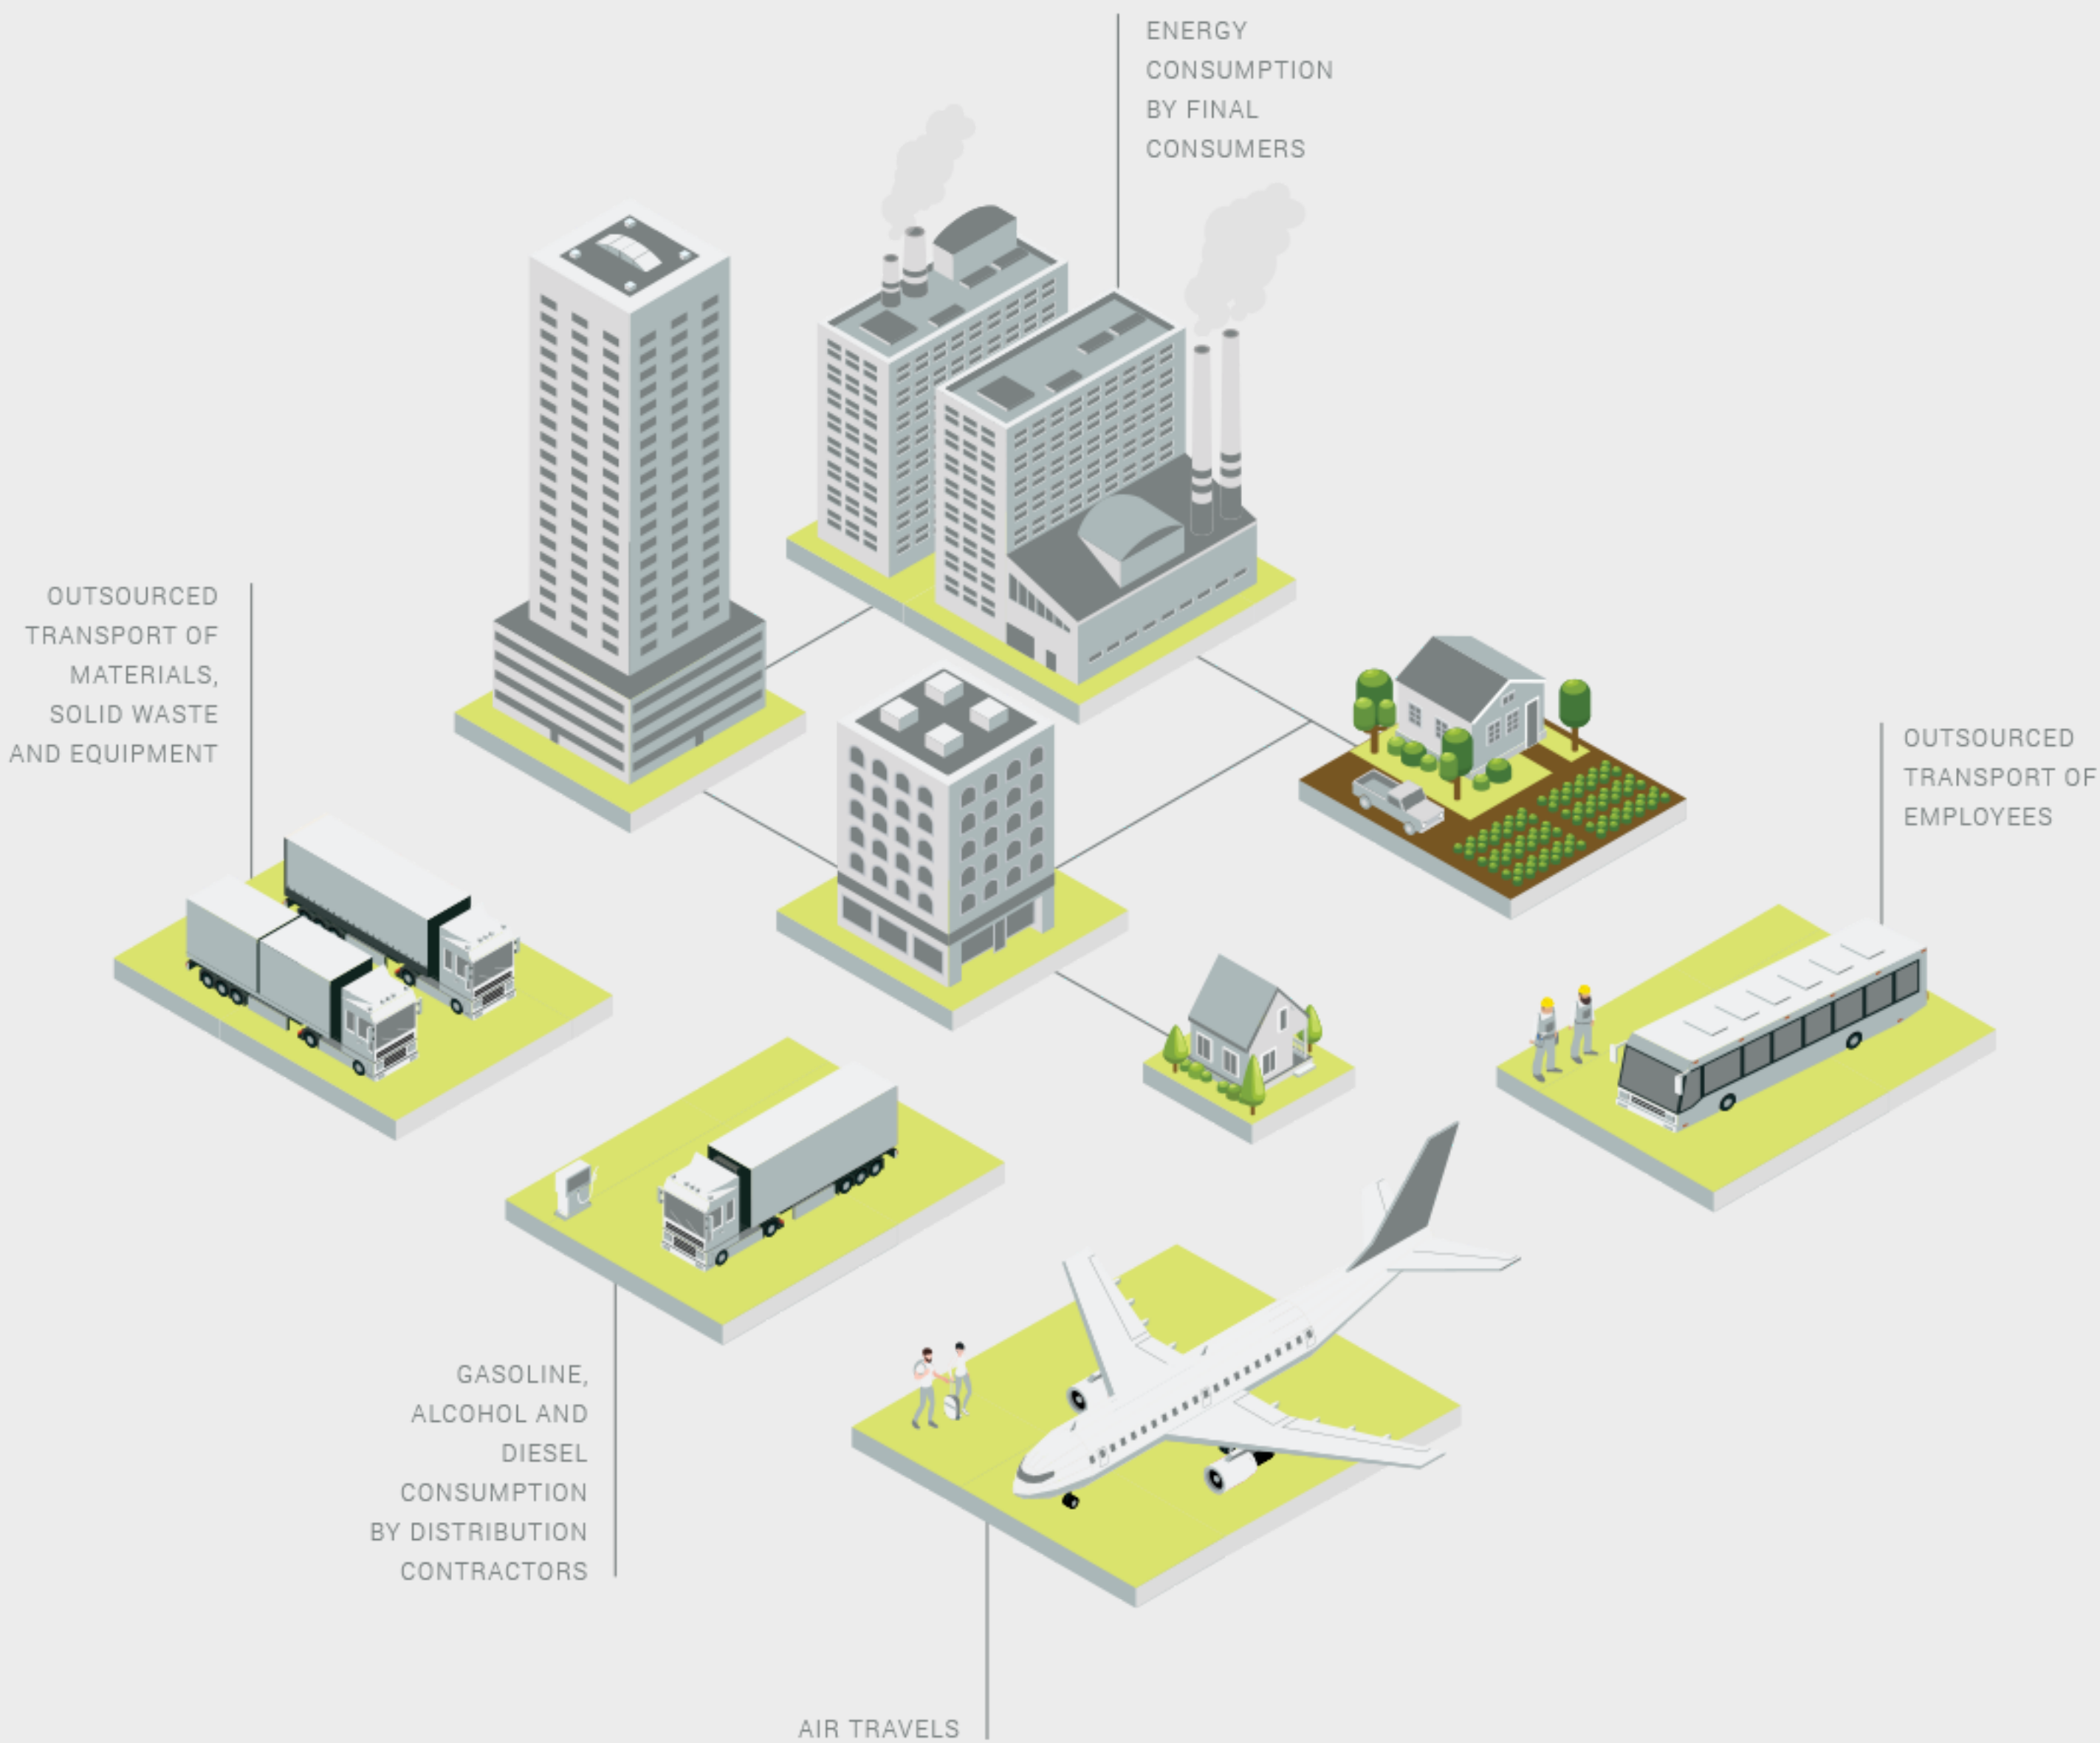 ENERGY
CONSUMPTION
BY FINAL
CONSUMERS
OUTSOURCED
TRANSPORT OF
MATERIALS,
SOLID WASTE
AND EQUIPMENT
OUTSOURCED
TRANSPORT OF
EMPLOYEES
GASOLINE,
ALCOHOL AND
DIESEL
CONSUMPTION
BY DISTRIBUTION
CONTRACTORS
AIR TRAVELS